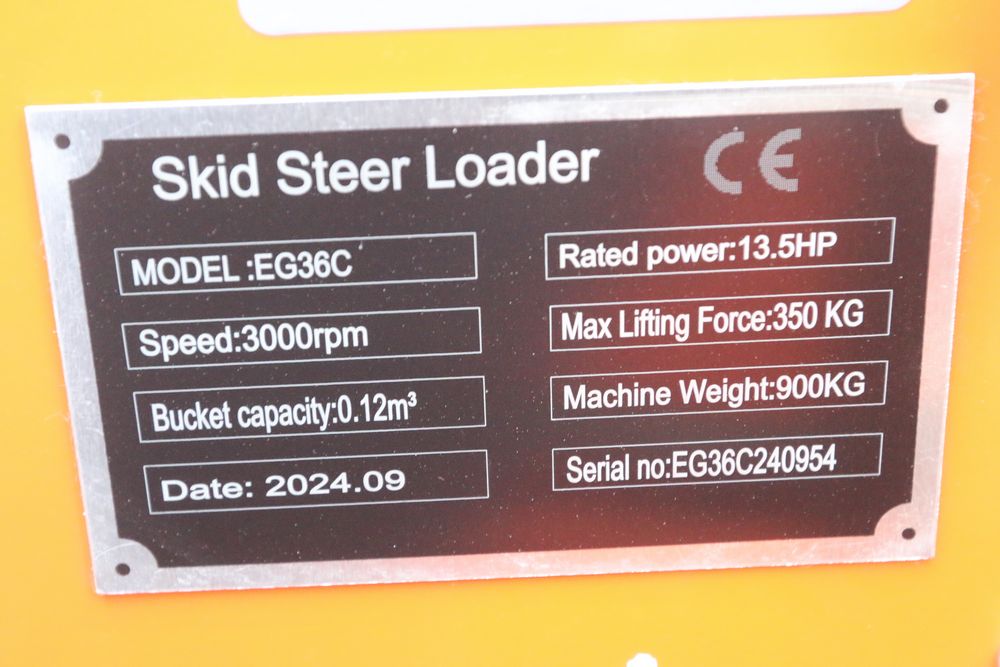 Skid Steer Loader CE
MODEL :EG36C
Rated power:13.5HP
Speed:3000rpm
Max Lifting Force:350 KG
Bucket capacity:0.12m³
Machine Weight:900KG
Date: 2024.09
Serial no:EG36C240954